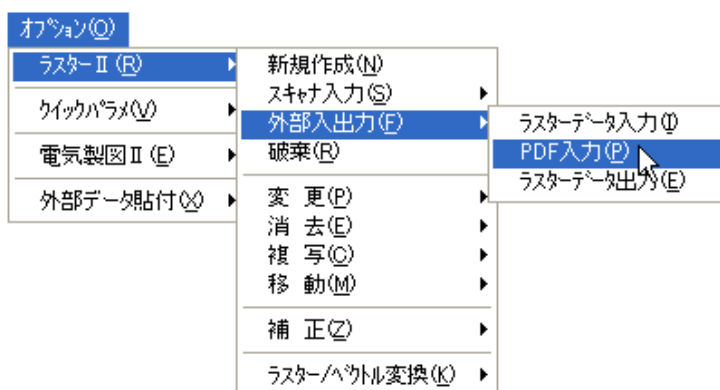 オプション(O)
ラスターⅡ(R)
クイックパラメ(V)
電気製図Ⅱ(E)
外部データ貼付(X)
新規作成(N)
スキャナ入力(S)
外部入出力(F)
破棄(R)
変 更(P)
消 去(E)
複 写(C)
移 動(M)
補 正(Z)
ラスター/ベクトル変換(K)
ラスターデータ入力(I)
PDF入力(P)
ラスターデータ出力(E)